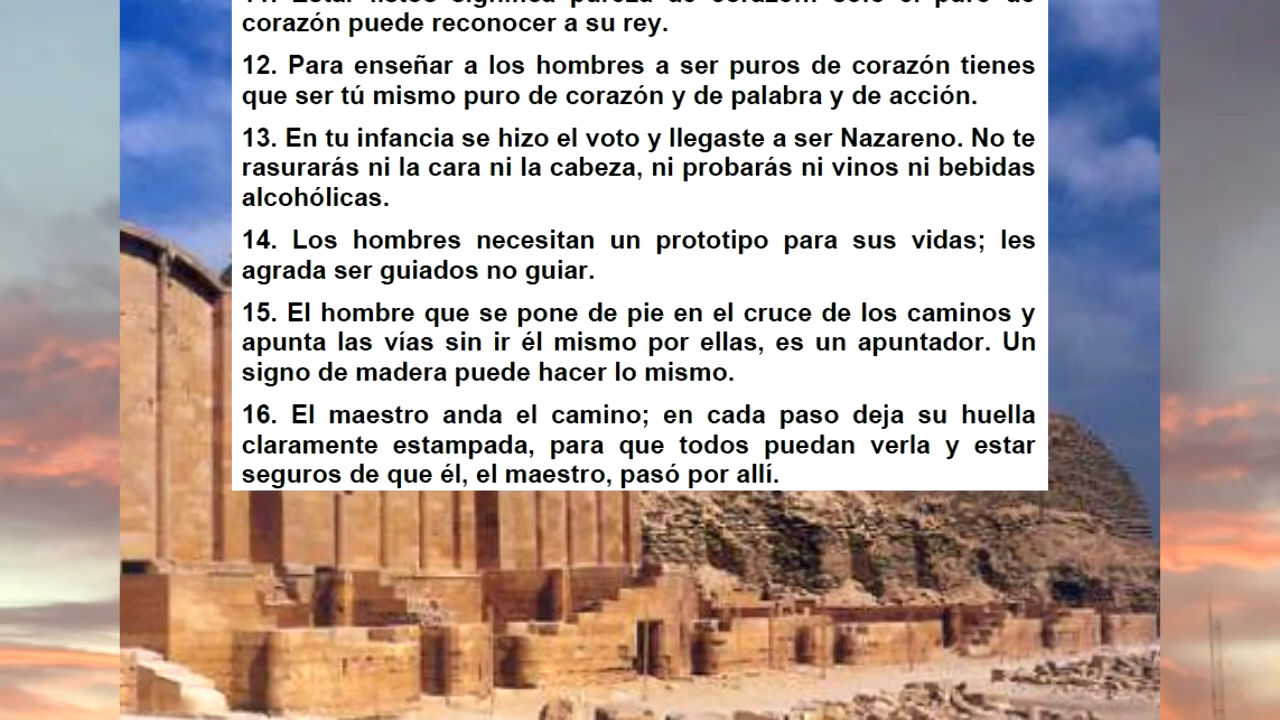 corazón puede reconocer a su rey.
12. Para enseñar a los hombres a ser puros de corazón tienes
que ser tú mismo puro de corazón y de palabra y de acción.
13. En tu infancia se hizo el voto y llegaste a ser Nazareno. No te
rasurarás ni la cara ni la cabeza, ni probarás ni vinos ni bebidas
alcohólicas.
14. Los hombres necesitan un prototipo para sus vidas; les
agrada ser guiados no guiar.
15. El hombre que se pone de pie en el cruce de los caminos y
apunta las vías sin ir él mismo por ellas, es un apuntador. Un
signo de madera puede hacer lo mismo.
16. El maestro anda el camino; en cada paso deja su huella
claramente estampada, para que todos puedan verla y estar
seguros de que él, el maestro, pasó por allí.